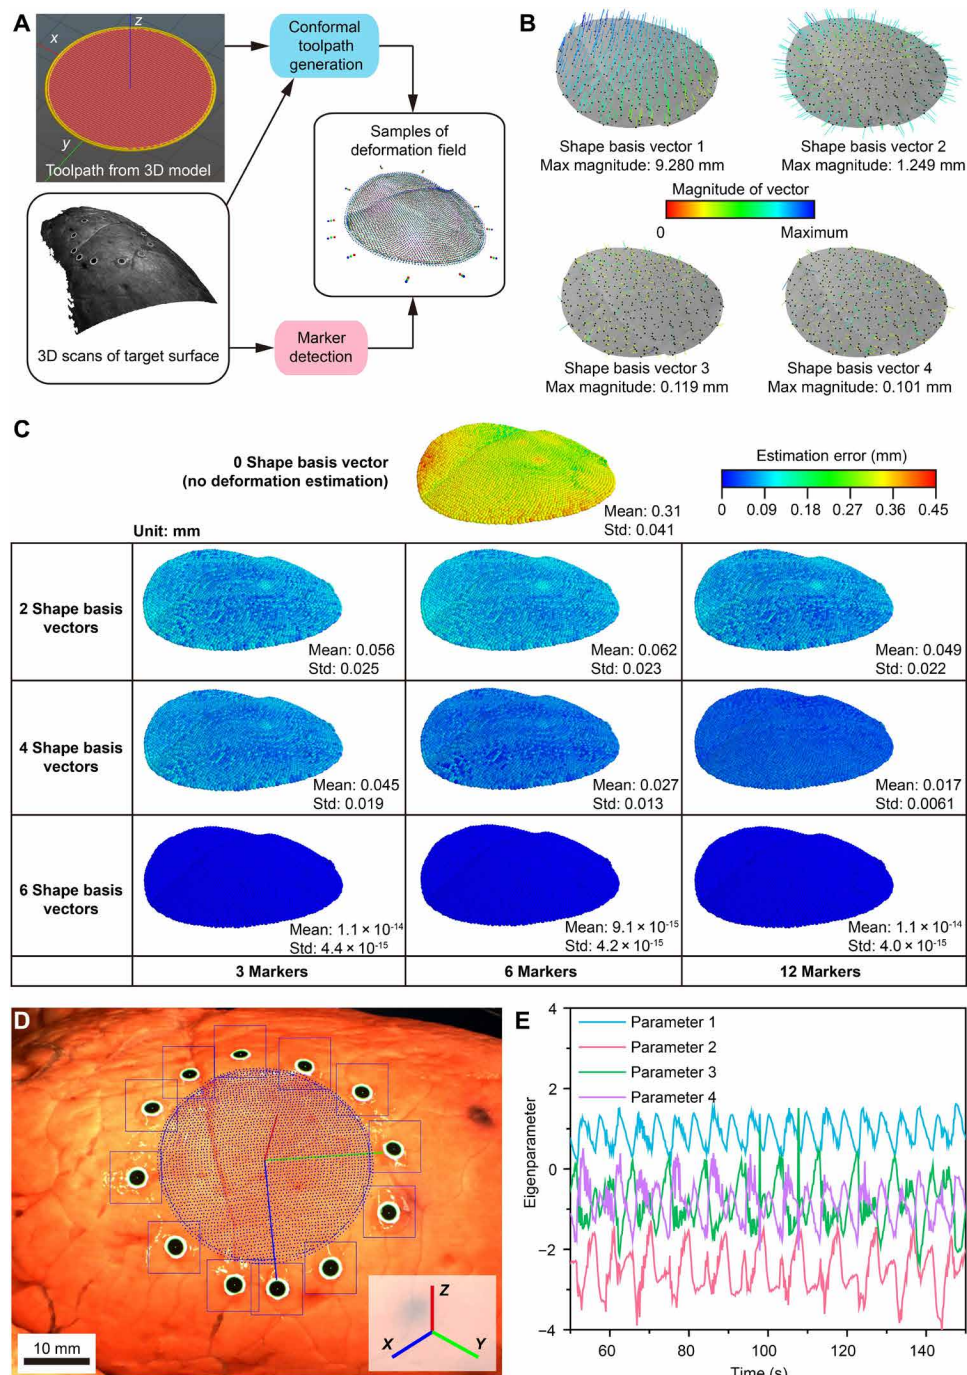 A
z
x
y
Toolpath from 3D model
Conformal
toolpath
generation
Samples of
deformation field
3D scans of target surface
Marker
detection
B
Shape basis vector 1
Max magnitude: 9.280 mm
Shape basis vector 2
Max magnitude: 1.249 mm
Magnitude of vector
0
Maximum
Shape basis vector 3
Max magnitude: 0.119 mm
Shape basis vector 4
Max magnitude: 0.101 mm
C
0 Shape basis vector
(no deformation estimation)
Mean: 0.31
Std: 0.041
Estimation error (mm)
0 0.09 0.18 0.27 0.36 0.45
Unit: mm
2 Shape basis
vectors
Mean: 0.056
Std: 0.025
Mean: 0.062
Std: 0.023
Mean: 0.049
Std: 0.022
4 Shape basis
vectors
Mean: 0.045
Std: 0.019
Mean: 0.027
Std: 0.013
Mean: 0.017
Std: 0.0061
6 Shape basis
vectors
Mean: 1.1 × 10⁻¹⁴
Std: 4.4 × 10⁻¹⁵
Mean: 9.1 × 10⁻¹⁵
Std: 4.2 × 10⁻¹⁵
Mean: 1.1 × 10⁻¹⁴
Std: 4.0 × 10⁻¹⁵
3 Markers
6 Markers
12 Markers
D
10 mm
Z
X
Y
E
Parameter 1
Parameter 2
Parameter 3
Parameter 4
Eigenparameter
4
2
0
−2
−4
60 80 100 120 140
Time (s)